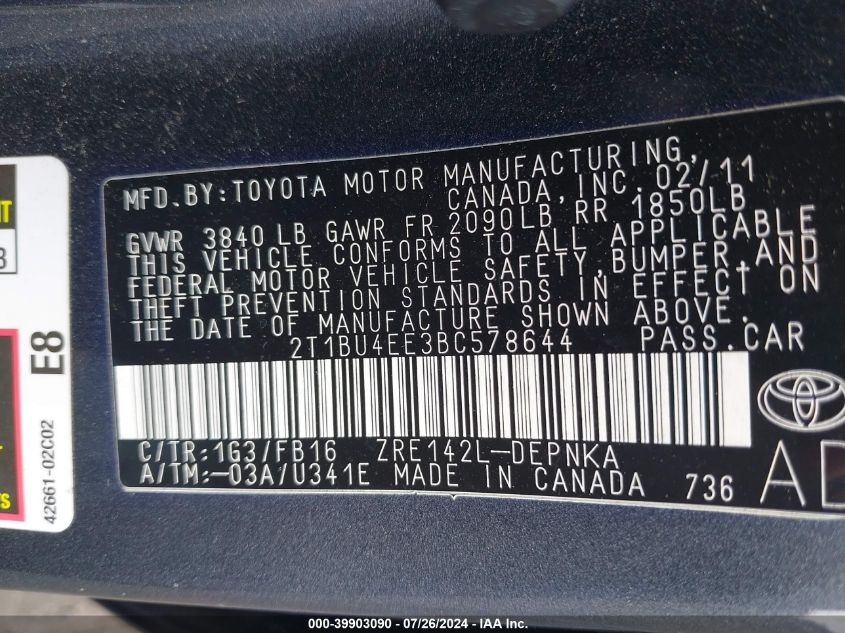 MFD. BY: TOYOTA MOTOR MANUFACTURING,
CANADA, INC. 02/11
GVWR 3840 LB GAWR FR 2090LB RR 1850LB
THIS VEHICLE CONFORMS TO ALL APPLICABLE
FEDERAL MOTOR VEHICLE SAFETY, BUMPER, AND
THEFT PREVENTION STANDARDS IN EFFECT ON
THE DATE OF MANUFACTURE SHOWN ABOVE.
2T1BU4EE3BC578644 PASS. CAR
C/TR: 1G3/FB16 ZRE142L-DEPNKA
A/TM: -03A/U341E MADE IN CANADA 736
AD
E8
42661-02C02
000-39903090 - 07/26/2024 - © IAA Holdings, Inc.